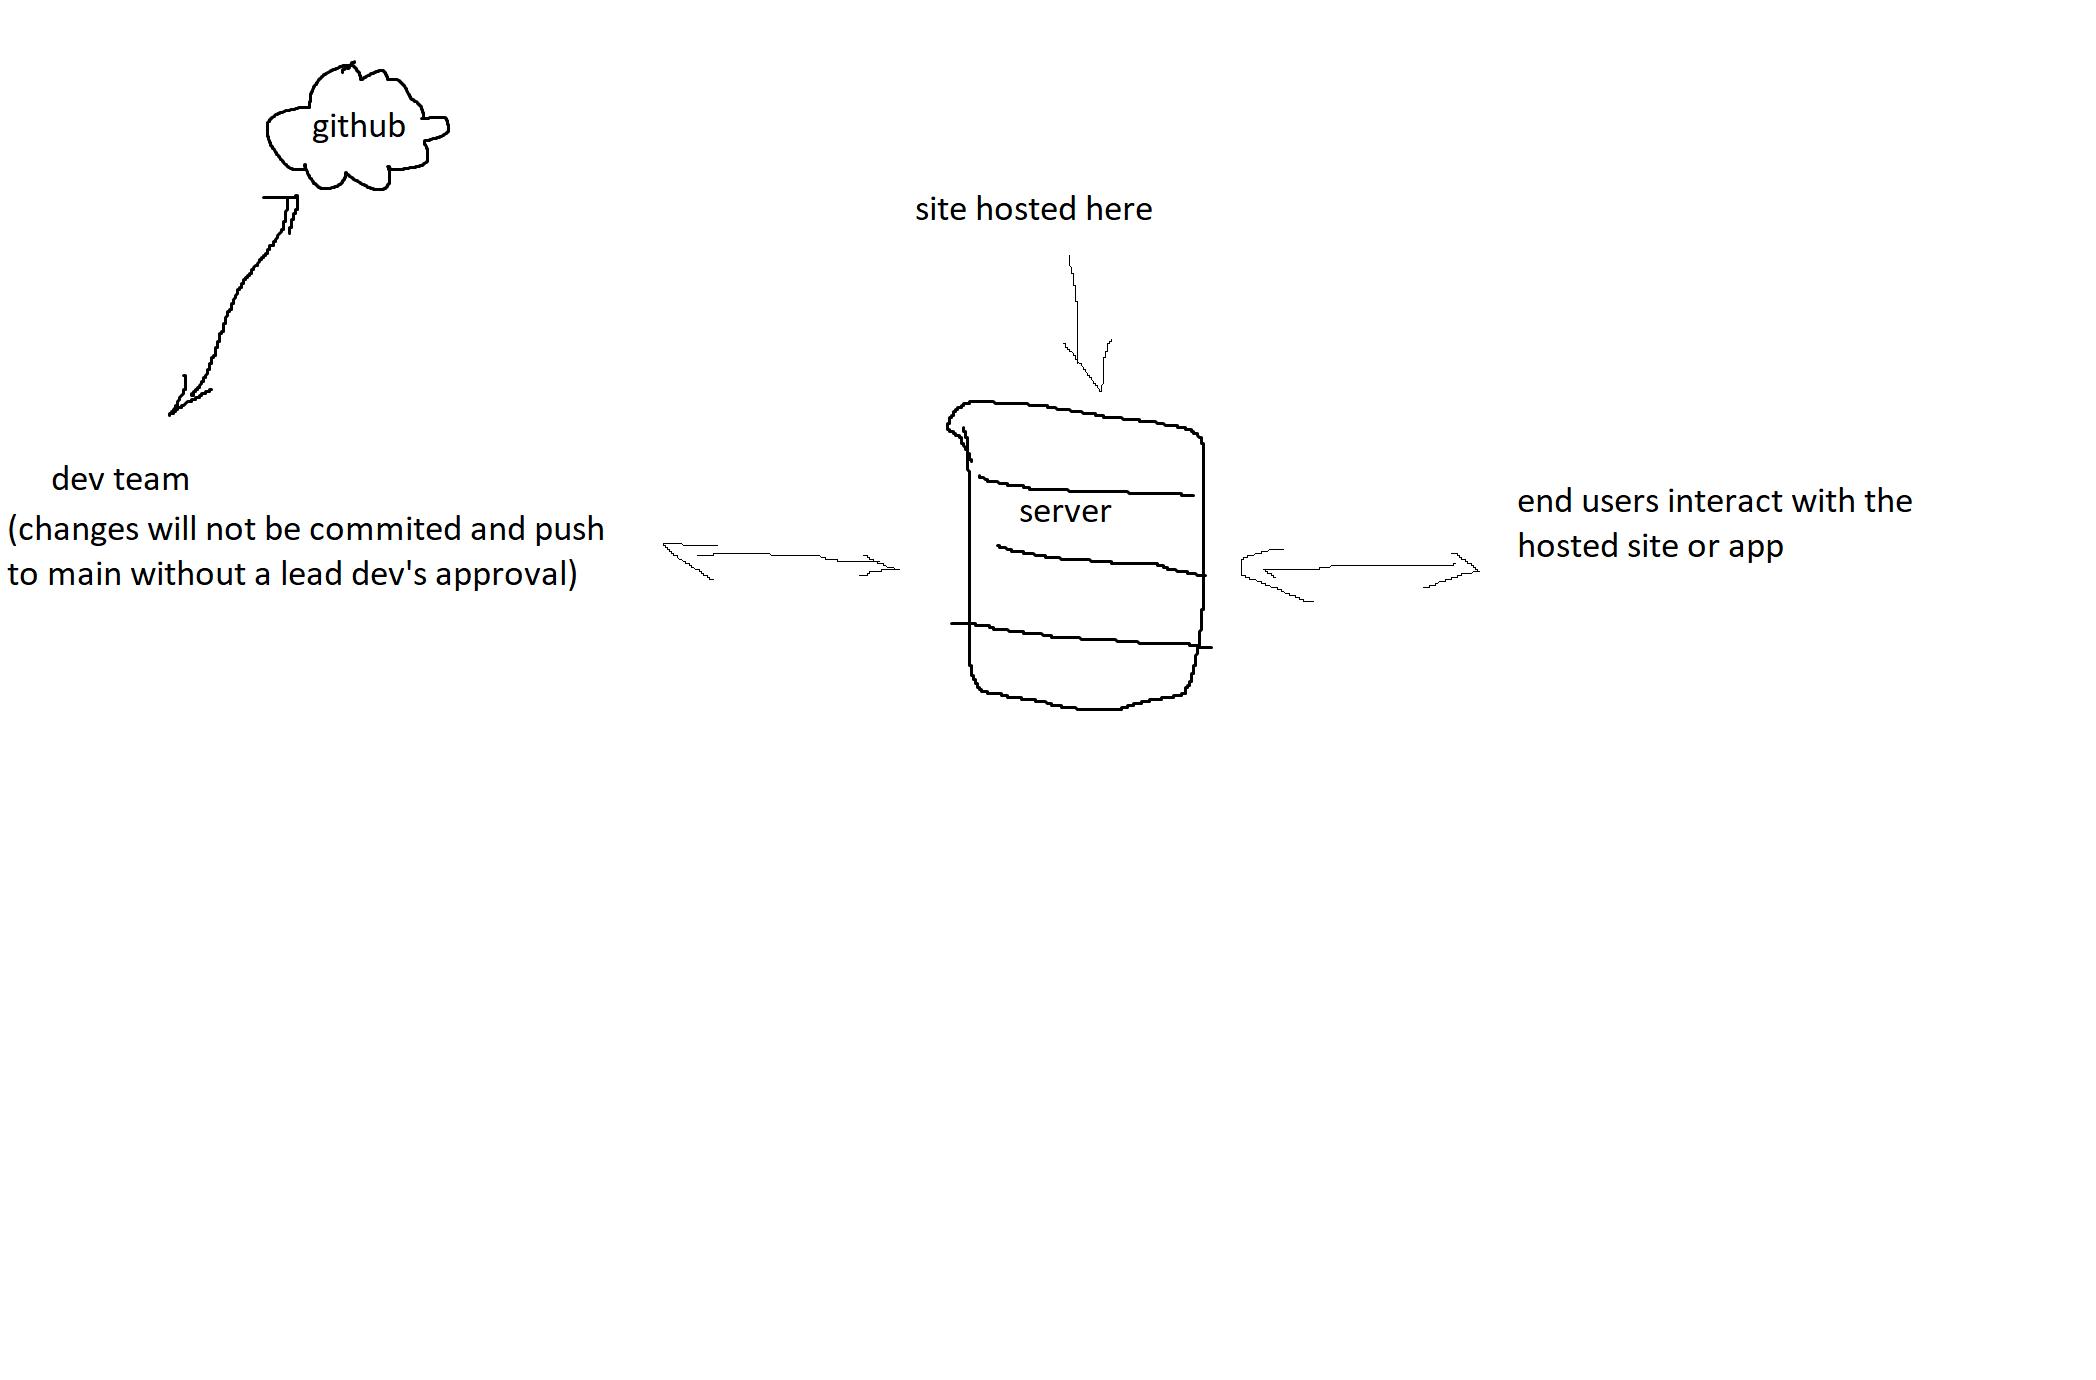 github
site hosted here
dev team
(changes will not be commited and push
to main without a lead dev's approval)
server
end users interact with the
hosted site or app